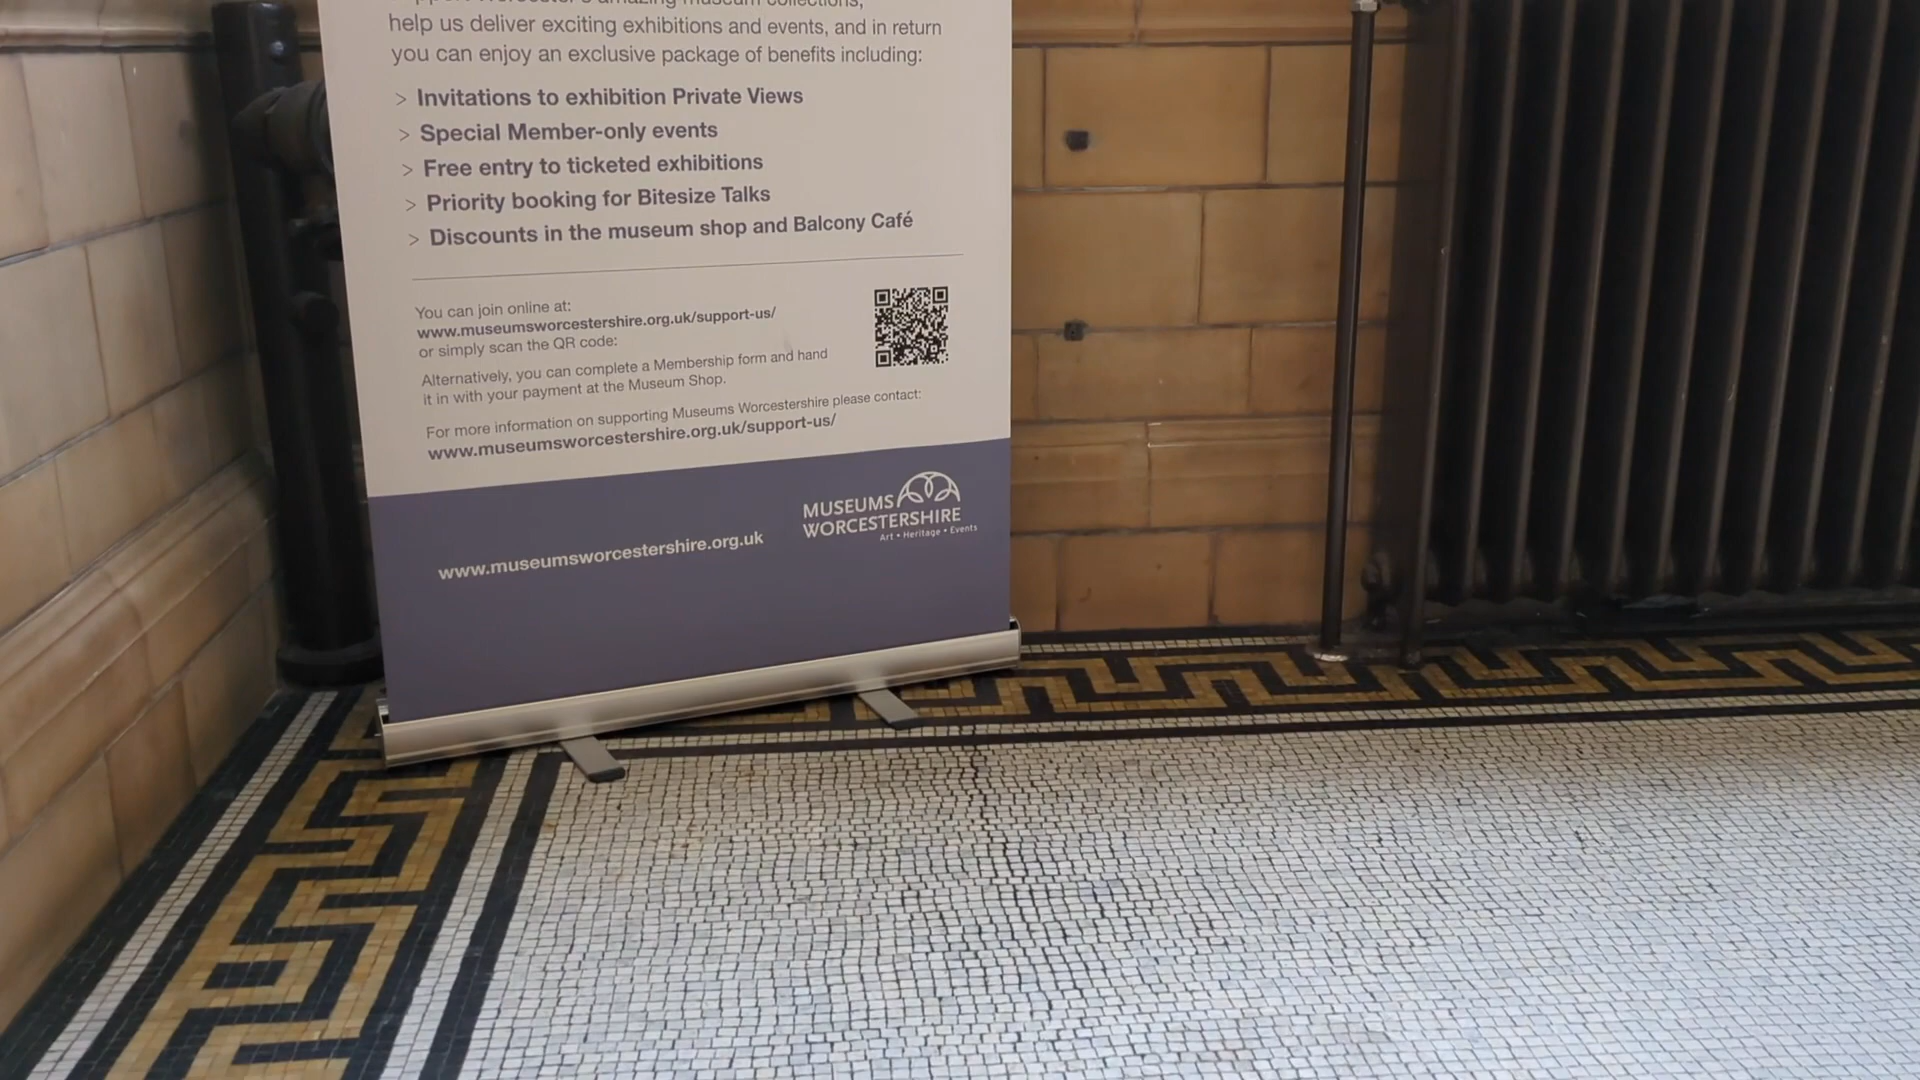 help us deliver exciting exhibitions and events, and in return
you can enjoy an exclusive package of benefits including:
> Invitations to exhibition Private Views
> Special Member-only events
> Free entry to ticketed exhibitions
> Priority booking for Bitesize Talks
> Discounts in the museum shop and Balcony Café
You can join online at:
www.museumsworcestershire.org.uk/support-us/
or simply scan the QR code:
Alternatively, you can complete a Membership form and hand
it in with your payment at the Museum Shop.
For more information on supporting Museums Worcestershire please contact:
www.museumsworcestershire.org.uk/support-us/
www.museumsworcestershire.org.uk
MUSEUMS
WORCESTERSHIRE
Art • Heritage • Events